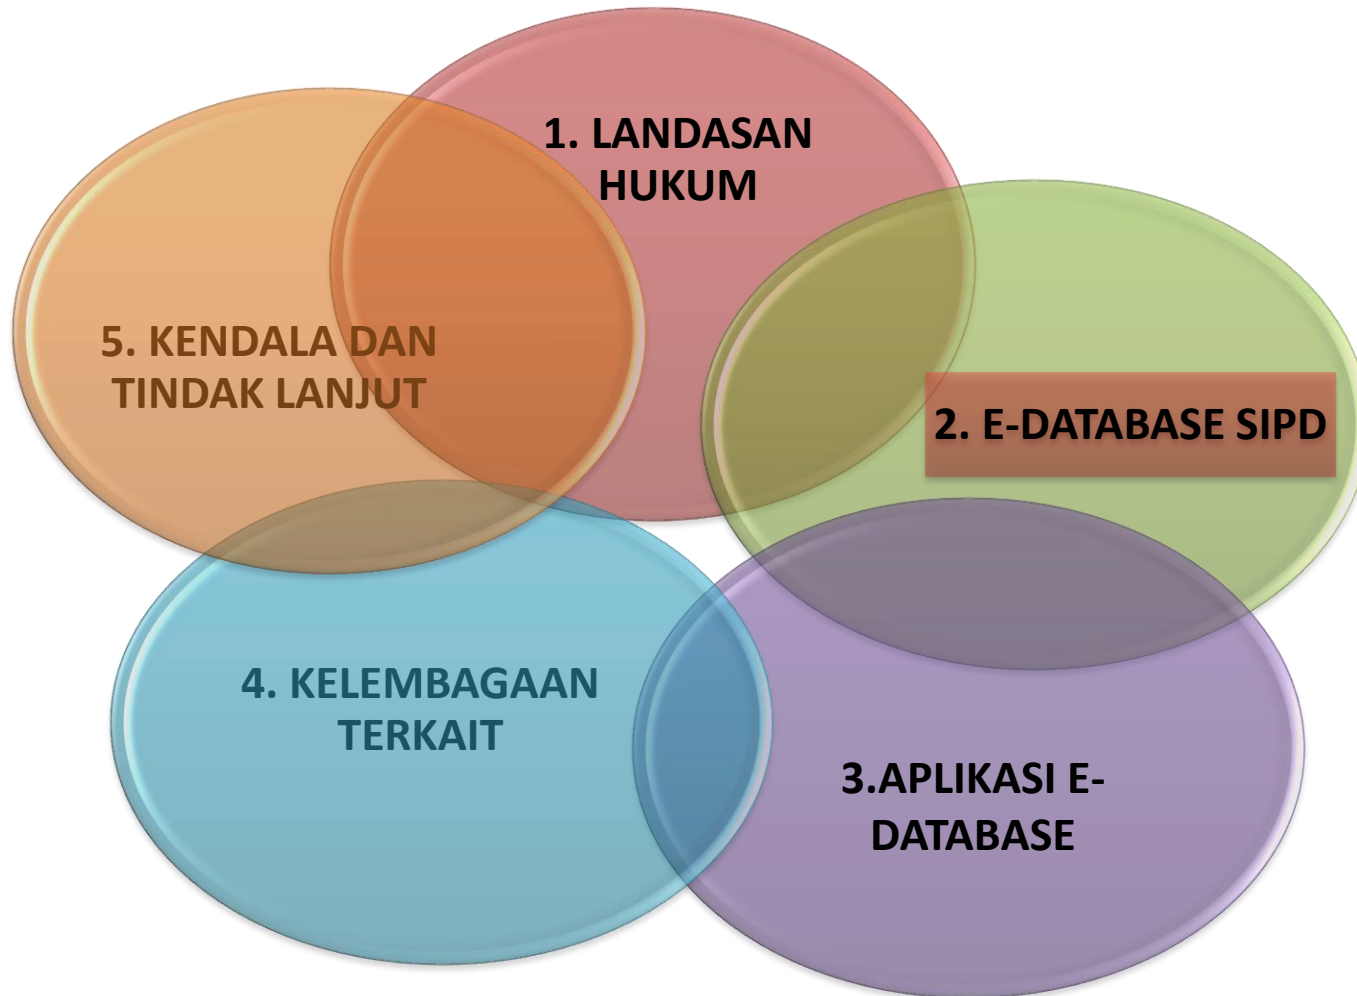 1. LANDASAN
HUKUM
2. E-DATABASE SIPD
3.APLIKASI E-
DATABASE
4. KELEMBAGAAN
TERKAIT
5. KENDALA DAN
TINDAK LANJUT